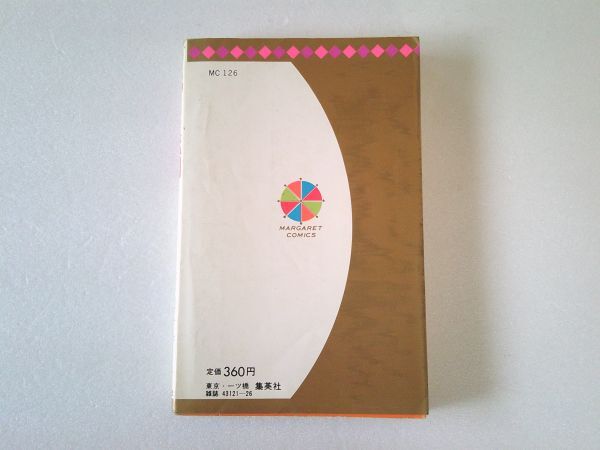 MC 126
MARGARET
COMICS
定価 360円
東京・一ツ橋 集英社
雑誌 43121-26